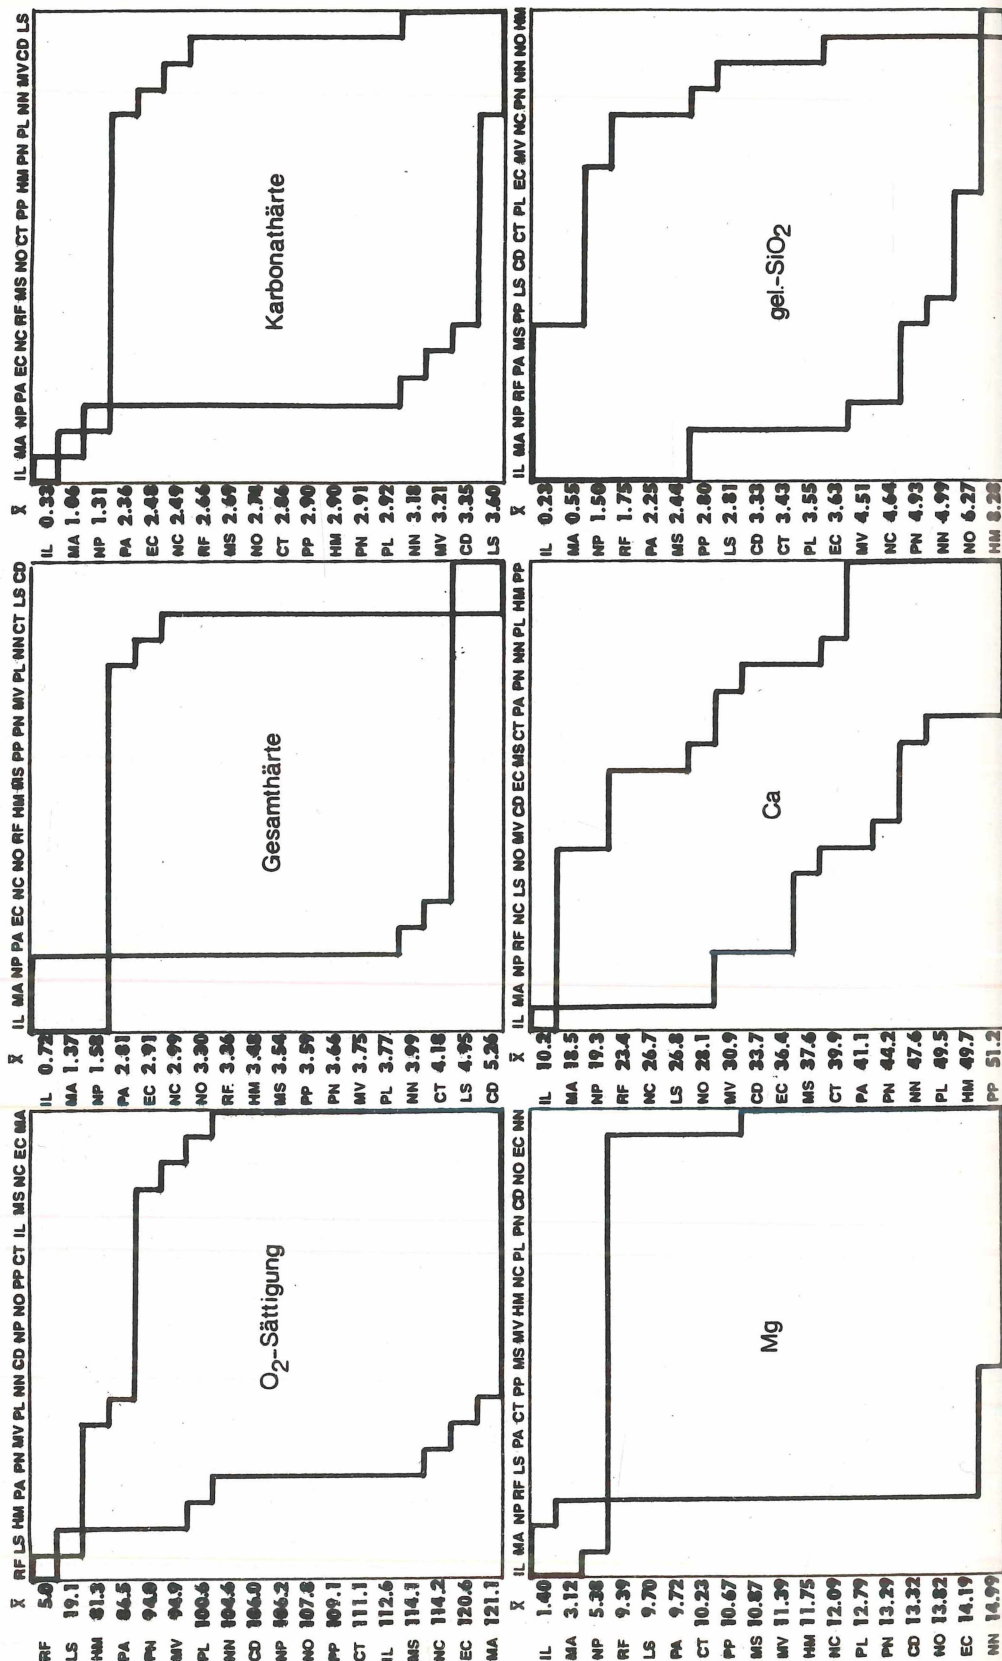 x̄ RF LS HM PA PN MV PL NN CD NP NO PP CT IL MS NC EC MA
RF
LS 19.1
HM 81.3
PA 86.5
PN
MV 94.9
PL 100.6
NN 104.6
CD 106.0
NP 106.2
NO 107.8
PP 109.1
CT 111.1
IL 112.6
MS 114.1
NC 114.2
EC 120.6
MA 121.1
O2-Sättigung
x̄ IL MA NP PA EC NC NO RF HM MS PP PN MV PL NN CT LS CD
IL 0.72
MA 1.37
NP 1.58
PA 2.81
EC 2.91
NC 2.99
NO 3.30
RF. 3.36
HM 3.48
MS 3.54
PP 3.59
PN 3.66
MV 3.75
PL 3.77
NN 3.99
CT 4.18
LS 4.95
CD 5.26
Gesamthärte
x̄ IL MA NP PA EC NC RF MS NO CT PP HM PN PL NN MV CD LS
IL 0.33
MA 1.06
NP 1.31
PA 2.36
EC 2.48
NC 2.49
RF 2.66
MS 2.69
NO 2.74
CT 2.86
PP 2.90
HM 2.90
PN 2.91
PL 2.92
NN 3.18
MV 3.21
CD
LS 3.60
Karbonathärte
x̄ IL MA NP RF LS PA CT PP MS MV HM NC PL PN CD NO EC NN
IL 1.40
MA 3.12
NP 5.38
RF 9.39
LS 9.70
PA 9.72
CT 10.23
PP 10.67
MS 10.87
MV 11.39
HM 11.75
NC 12.09
PL 12.79
PN 13.29
CD 13.32
NO 13.82
EC 14.19
NN 14.99
Mg
x̄ IL MA NP RF NC LS NO MV CD EC MS CT PA PN NN PL HM PP
IL 10.2
MA 18.5
NP 19.3
RF 23.4
NC 26.7
LS 26.8
NO 28.1
MV 30.9
CD 33.7
EC 36.4
MS 37.6
CT 39.9
PA 41.1
PN 44.2
NN 47.6
PL 49.5
HM 49.7
PP 51.2
Ca
x̄ IL MA NP RF PA MS PP LS CD CT PL EC MV NC PN NN NO HM
IL 0.28
MA 0.55
NP 1.50
RF 1.75
PA 2.25
MS 2.44
PP 2.80
LS 2.81
CD 3.33
CT 3.43
PL 3.55
EC 3.63
MV 4.51
NC 4.64
PN 4.93
NN 4.99
NO 6.27
HM 8.28
gel.-SiO2